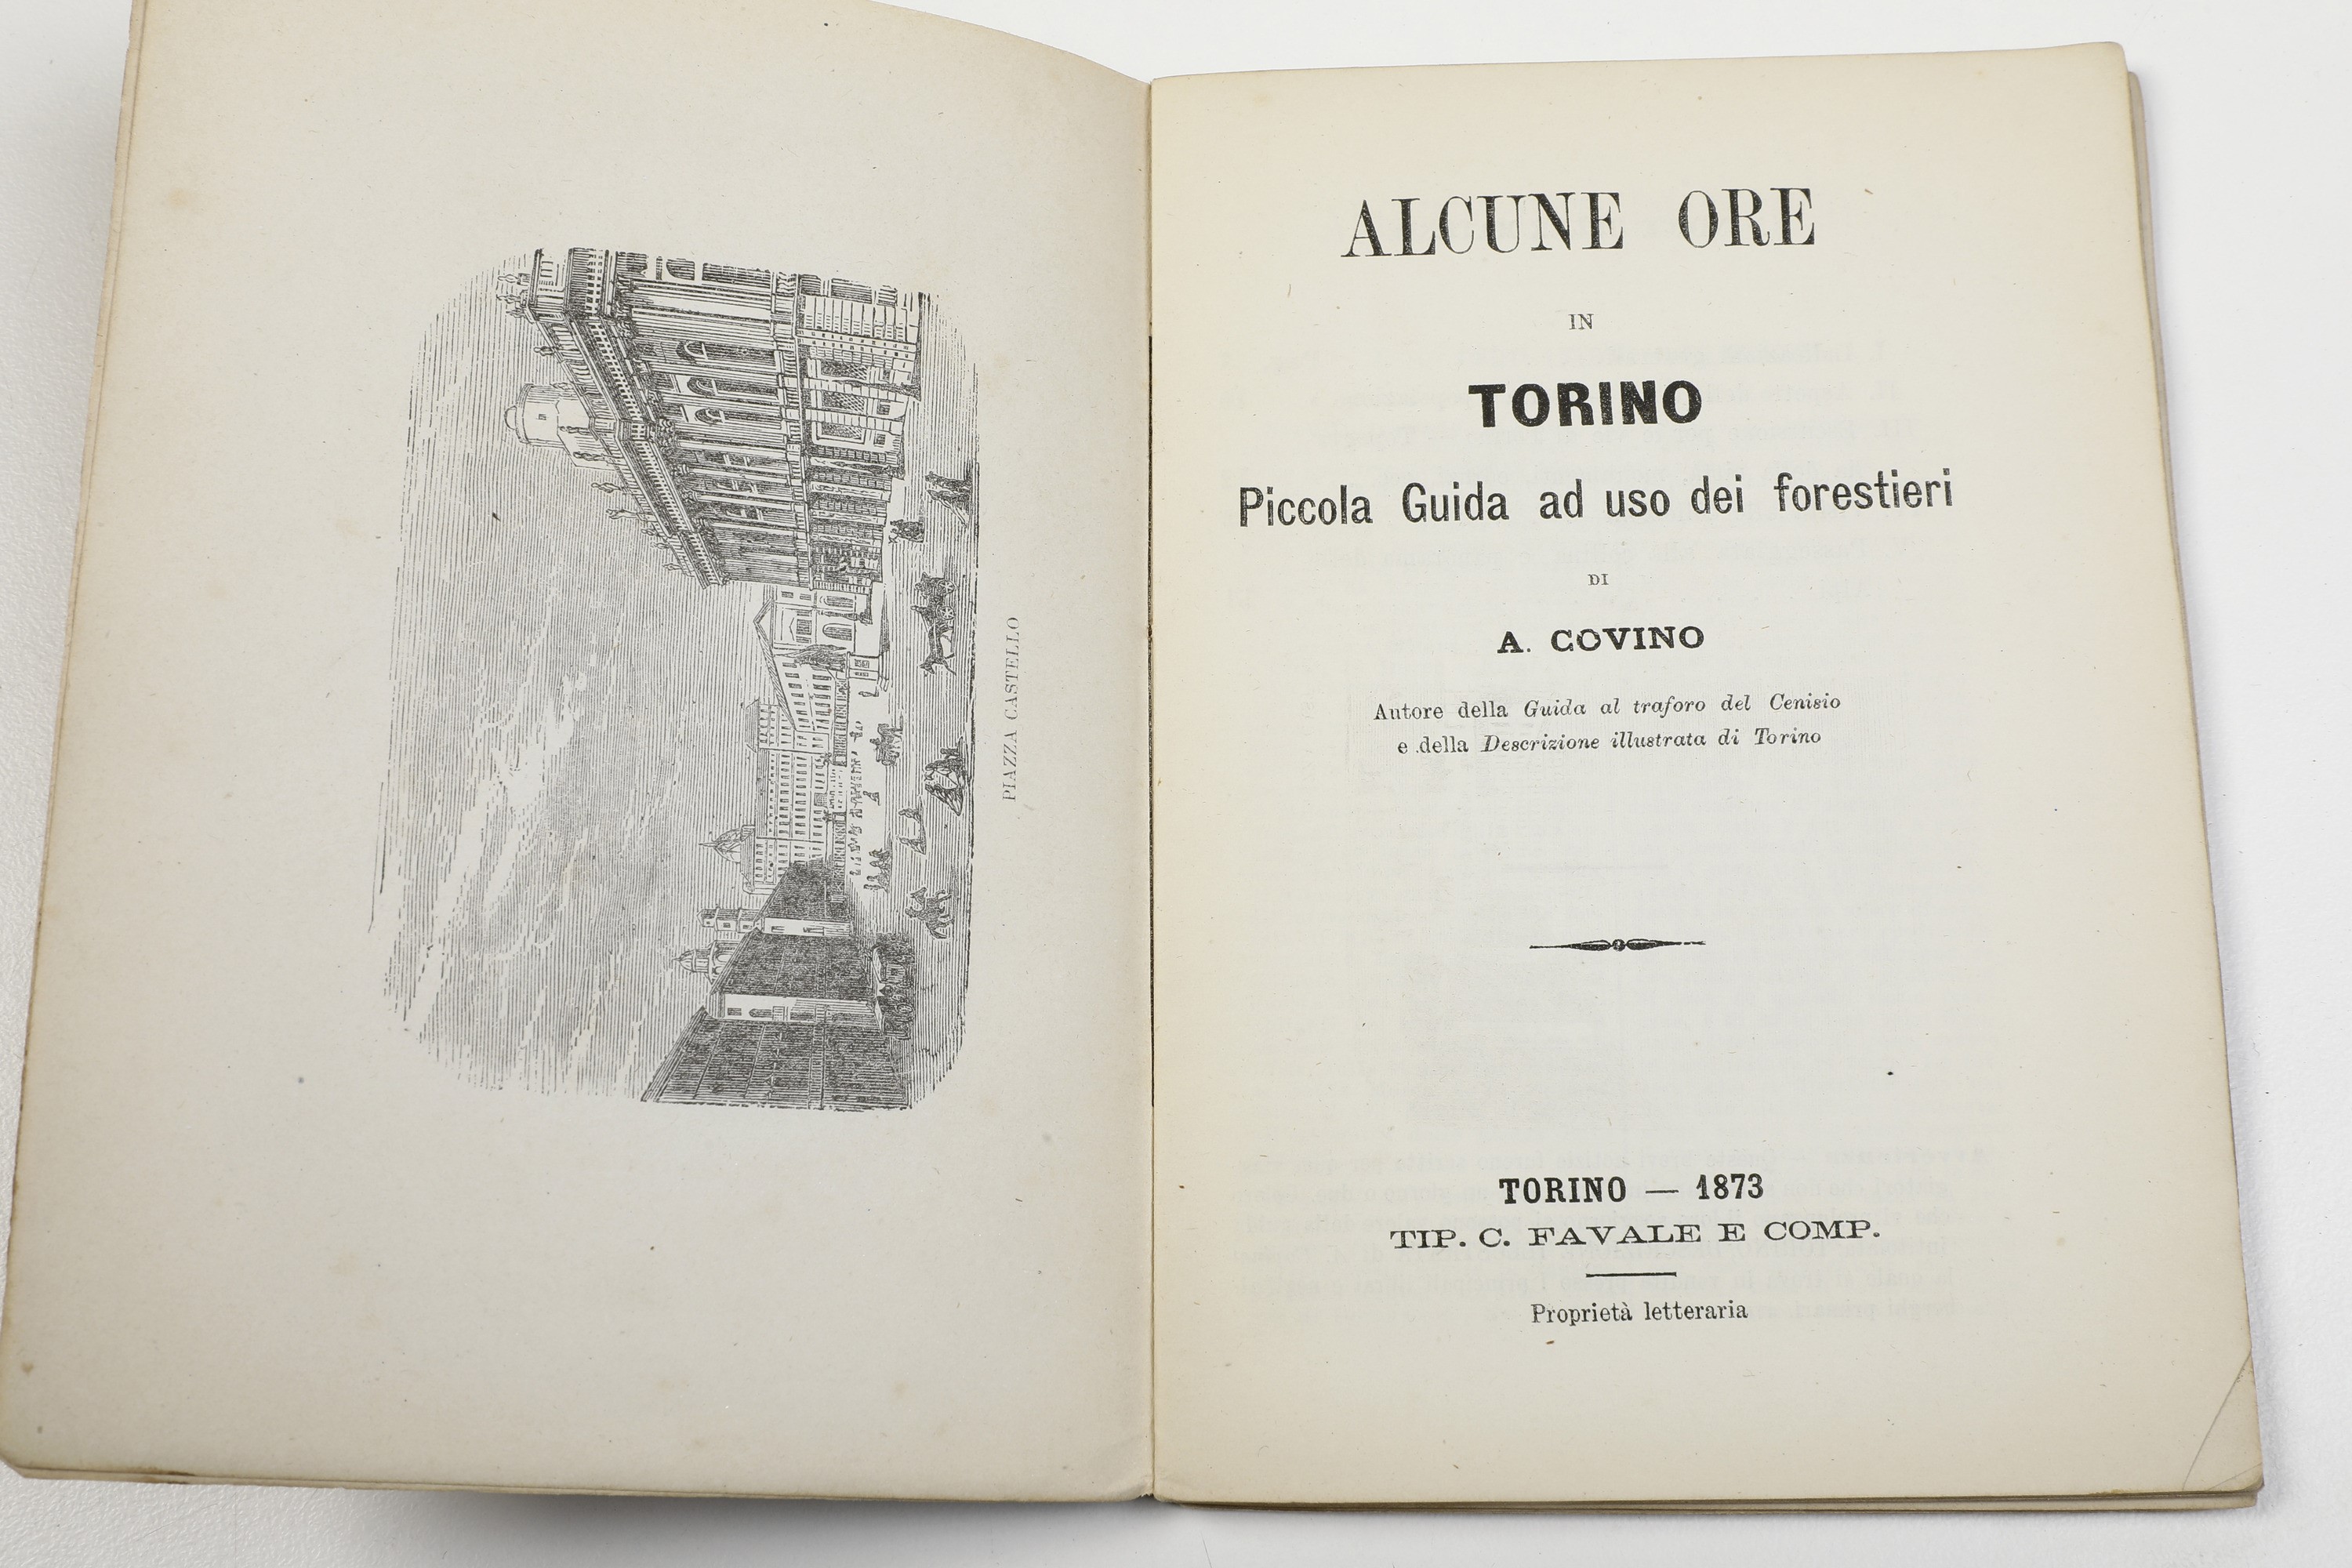 PIAZZA CASTELLO
ALCUNE ORE
IN
TORINO
Piccola Guida ad uso dei forestieri
DI
A. COVINO
Autore della Guida al traforo del Cenisio
e della Descrizione illustrata di Torino
TORINO — 1873
TIP. C. FAVALE E COMP.
Proprietà letteraria